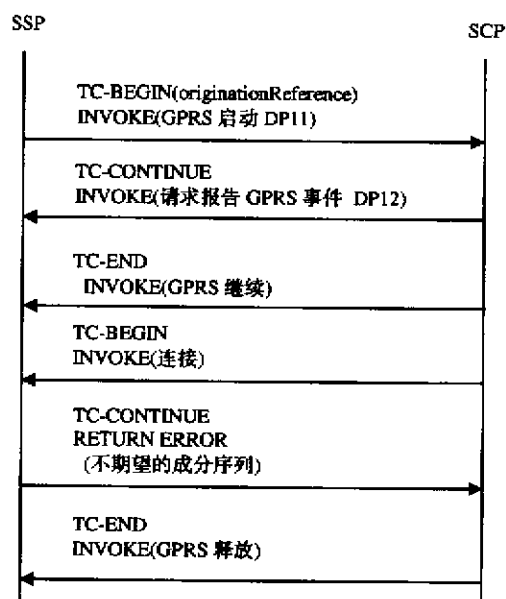 SSP
SCP
TC-BEGIN(originationReference)
INVOKE(GPRS 启动 DP11)
TC-CONTINUE
INVOKE(请求报告 GPRS 事件 DP12)
TC-END
INVOKE(GPRS 继续)
TC-BEGIN
INVOKE(连接)
TC-CONTINUE
RETURN ERROR
(不期望的成分序列)
TC-END
INVOKE(GPRS 释放)